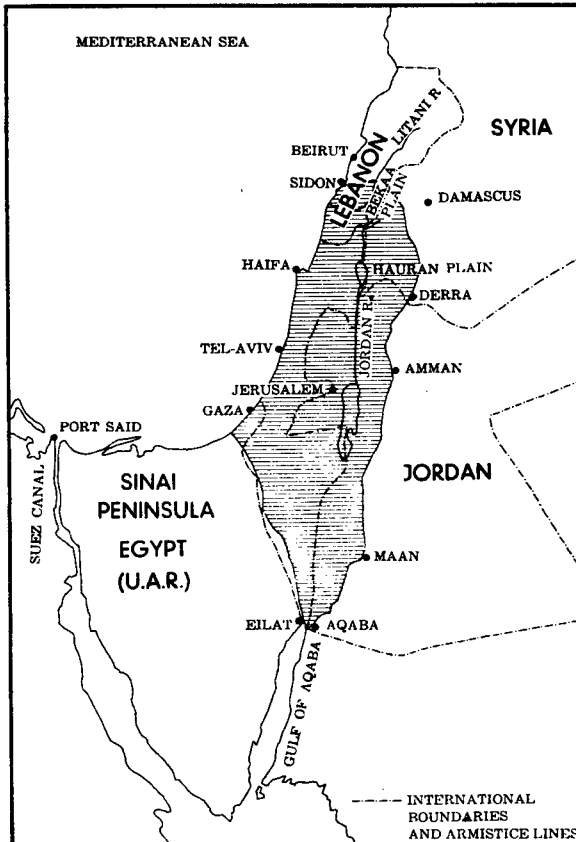 MEDITERRANEAN SEA
SYRIA
LITANI R
BEIRUT
LEBANON
SIDON
BEKAA
PLAIN
DAMASCUS
HAIFA
HAURAN PLAIN
DERRA
JORDAN R.
TEL-AVIV
AMMAN
JERUSALEM
GAZA
PORT SAID
SUEZ CANAL
SINAI
PENINSULA
EGYPT
(U.A.R.)
JORDAN
MAAN
EILAT
AQABA
GULF OF AQABA
INTERNATIONAL
BOUNDARIES
AND ARMISTICE LINES